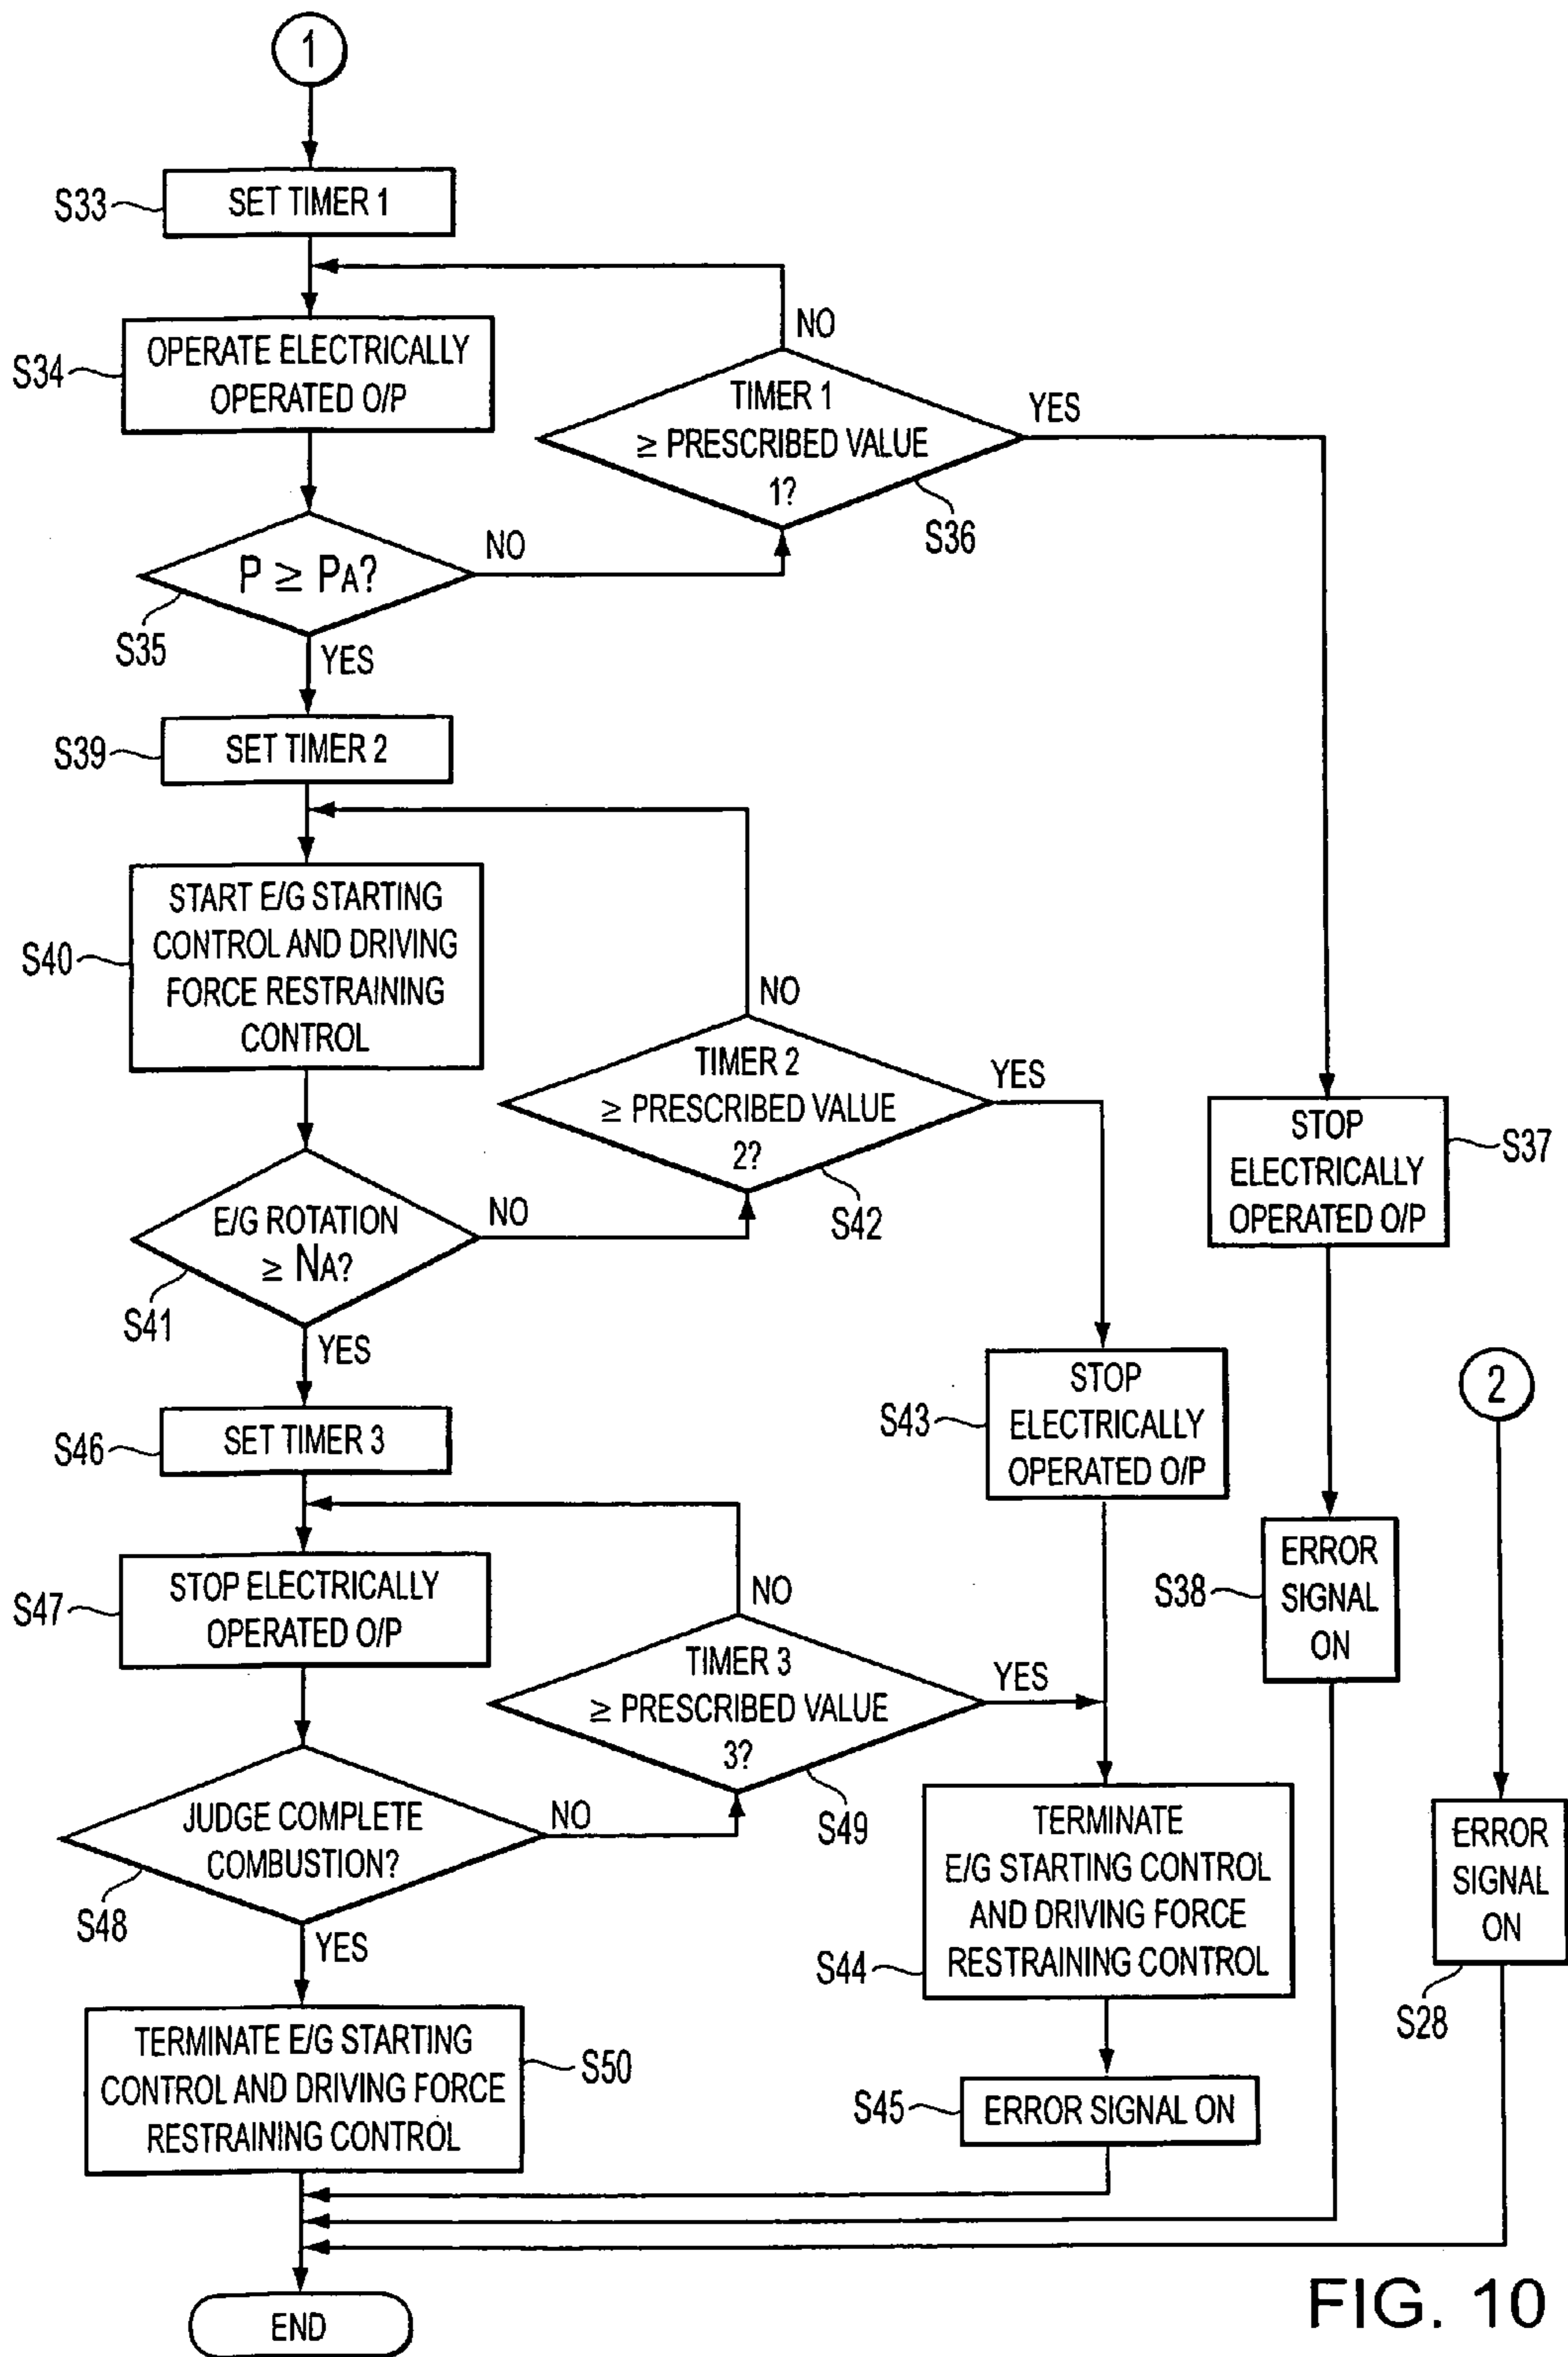 1
S33
SET TIMER 1
S34
OPERATE ELECTRICALLY
OPERATED O/P
NO
TIMER 1
≥ PRESCRIBED VALUE
1?
YES
S36
P ≥ PA?
NO
S35
YES
S39
SET TIMER 2
S40
START E/G STARTING
CONTROL AND DRIVING
FORCE RESTRAINING
CONTROL
NO
TIMER 2
≥ PRESCRIBED VALUE
2?
YES
S42
STOP
ELECTRICALLY
OPERATED O/P
S37
E/G ROTATION
≥ NA?
NO
S41
YES
S43
STOP
ELECTRICALLY
OPERATED O/P
2
S46
SET TIMER 3
S38
ERROR
SIGNAL
ON
S47
STOP ELECTRICALLY
OPERATED O/P
NO
TIMER 3
≥ PRESCRIBED VALUE
3?
YES
S49
JUDGE COMPLETE
COMBUSTION?
NO
S48
YES
S44
TERMINATE
E/G STARTING CONTROL
AND DRIVING FORCE
RESTRAINING CONTROL
ERROR
SIGNAL
ON
S28
TERMINATE E/G STARTING
CONTROL AND DRIVING FORCE
RESTRAINING CONTROL
S50
S45
ERROR SIGNAL ON
END
FIG. 10